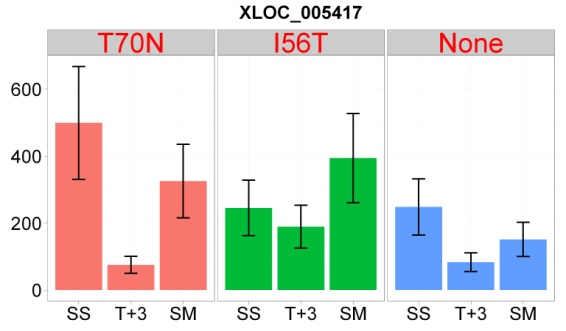 XLOC_005417
T70N I56T None
600
400
200
0
SS T+3 SM SS T+3 SM SS T+3 SM